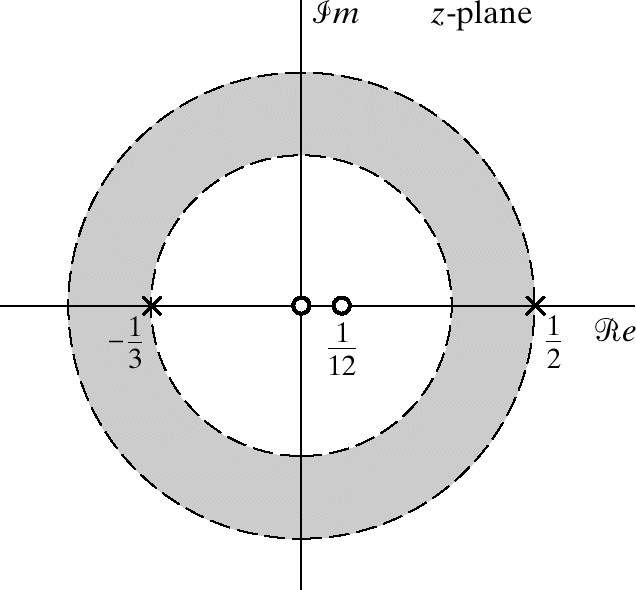 ℐm
z-plane
-1/3
1/12
1/2
ℛe